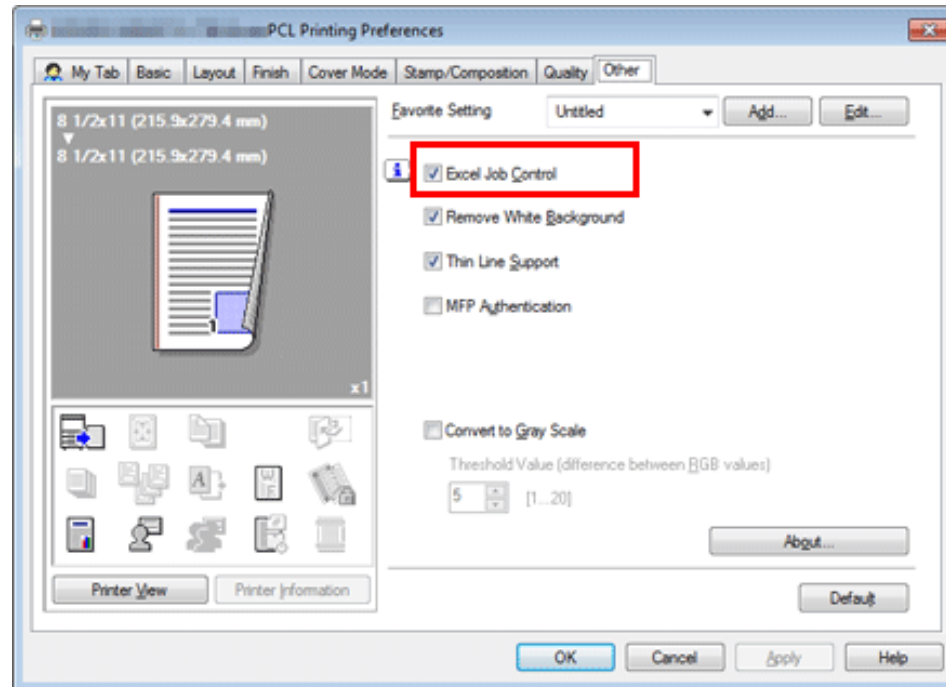 PCL Printing Preferences
My Tab Basic Layout Finish Cover Mode Stamp/Composition Quality Other
8 1/2x11 (215.9x279.4 mm)
8 1/2x11 (215.9x279.4 mm)
1
x1
Printer View Printer Information
Favorite Setting Untitled Add... Edit...
Excel Job Control
Remove White Background
Thin Line Support
MFP Authentication
Convert to Gray Scale
Threshold Value (difference between RGB values)
5 [1...20]
About...
Default
OK Cancel Apply Help